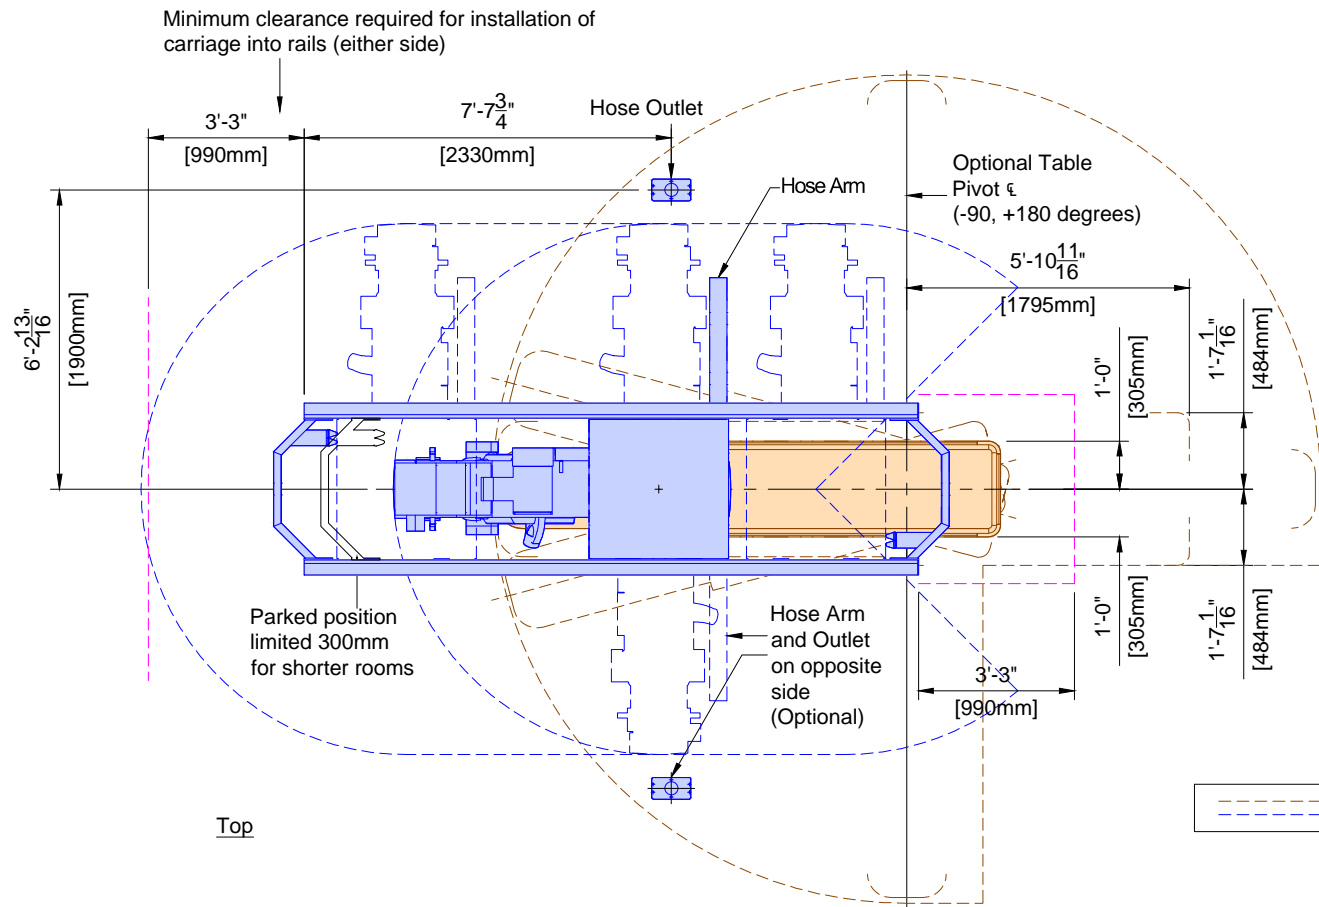 Minimum clearance required for installation of
carriage into rails (either side)
3'-3"
[990mm]
7'-7 3/4"
[2330mm]
Hose Outlet
Hose Arm
Optional Table
Pivot ℄
(-90, +180 degrees)
5'-10 11/16"
[1795mm]
6'-2 13/16"
[1900mm]
1'-0"
[305mm]
1'-7 1/16"
[484mm]
Parked position
limited 300mm
for shorter rooms
Hose Arm
and Outlet
on opposite
side
(Optional)
3'-3"
[990mm]
1'-0"
[305mm]
1'-7 1/16"
[484mm]
Top